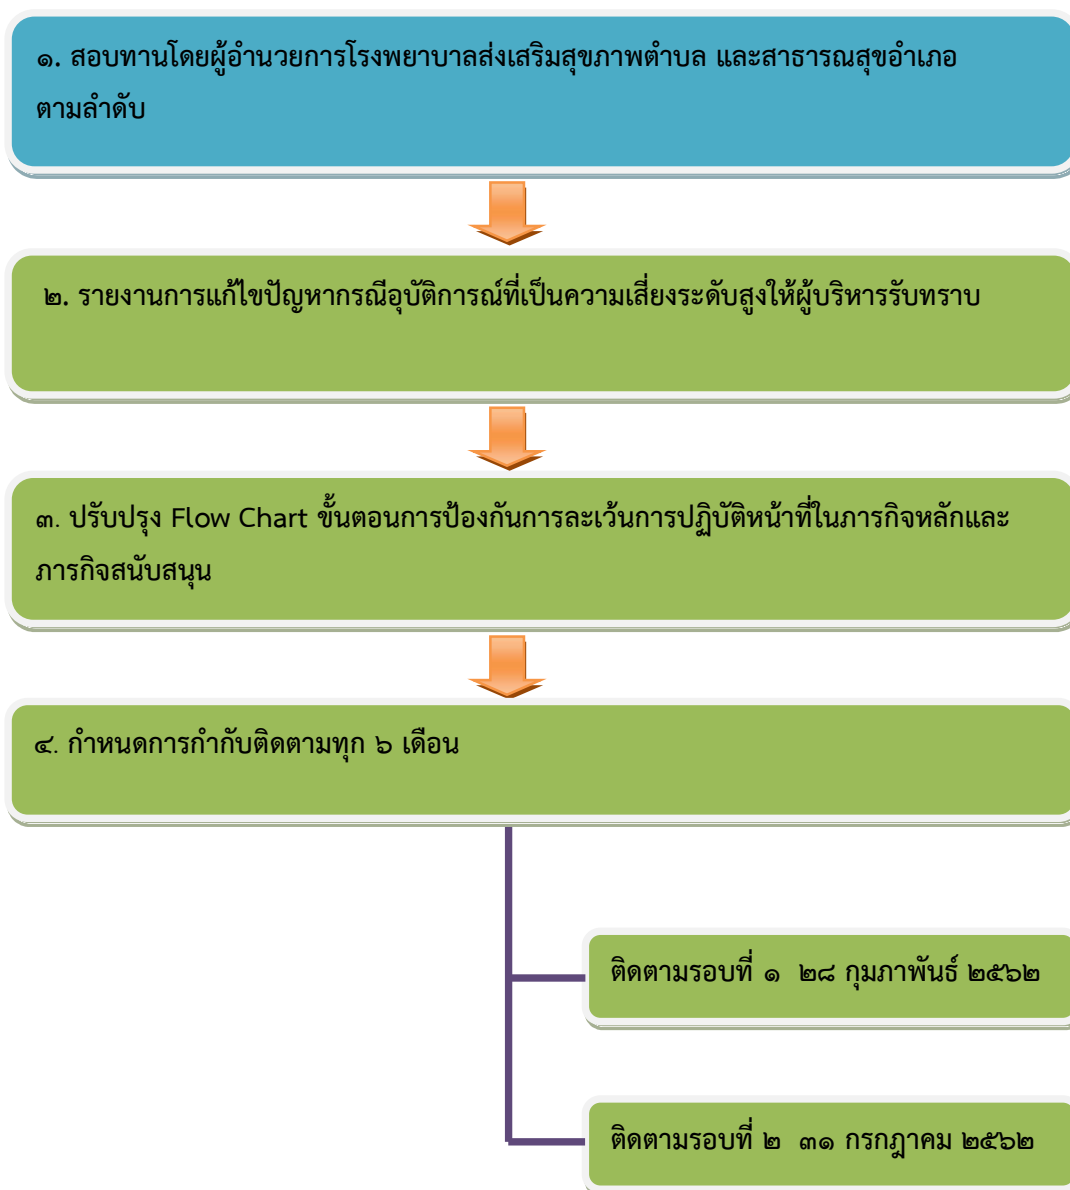 ๑. สอบทานโดยผู้อำนวยการโรงพยาบาลส่งเสริมสุขภาพตำบล และสาธารณสุขอำเภอ
ตามลำดับ
๒. รายงานการแก้ไขปัญหากรณีอุบัติการณ์ที่เป็นความเสี่ยงระดับสูงให้ผู้บริหารรับทราบ
๓. ปรับปรุง Flow Chart ขั้นตอนการป้องกันการละเว้นการปฏิบัติหน้าที่ในภารกิจหลักและ
ภารกิจสนับสนุน
๔. กำหนดการกำกับติดตามทุก ๖ เดือน
ติดตามรอบที่ ๑ ๒๘ กุมภาพันธ์ ๒๕๖๒
ติดตามรอบที่ ๒ ๓๑ กรกฎาคม ๒๕๖๒